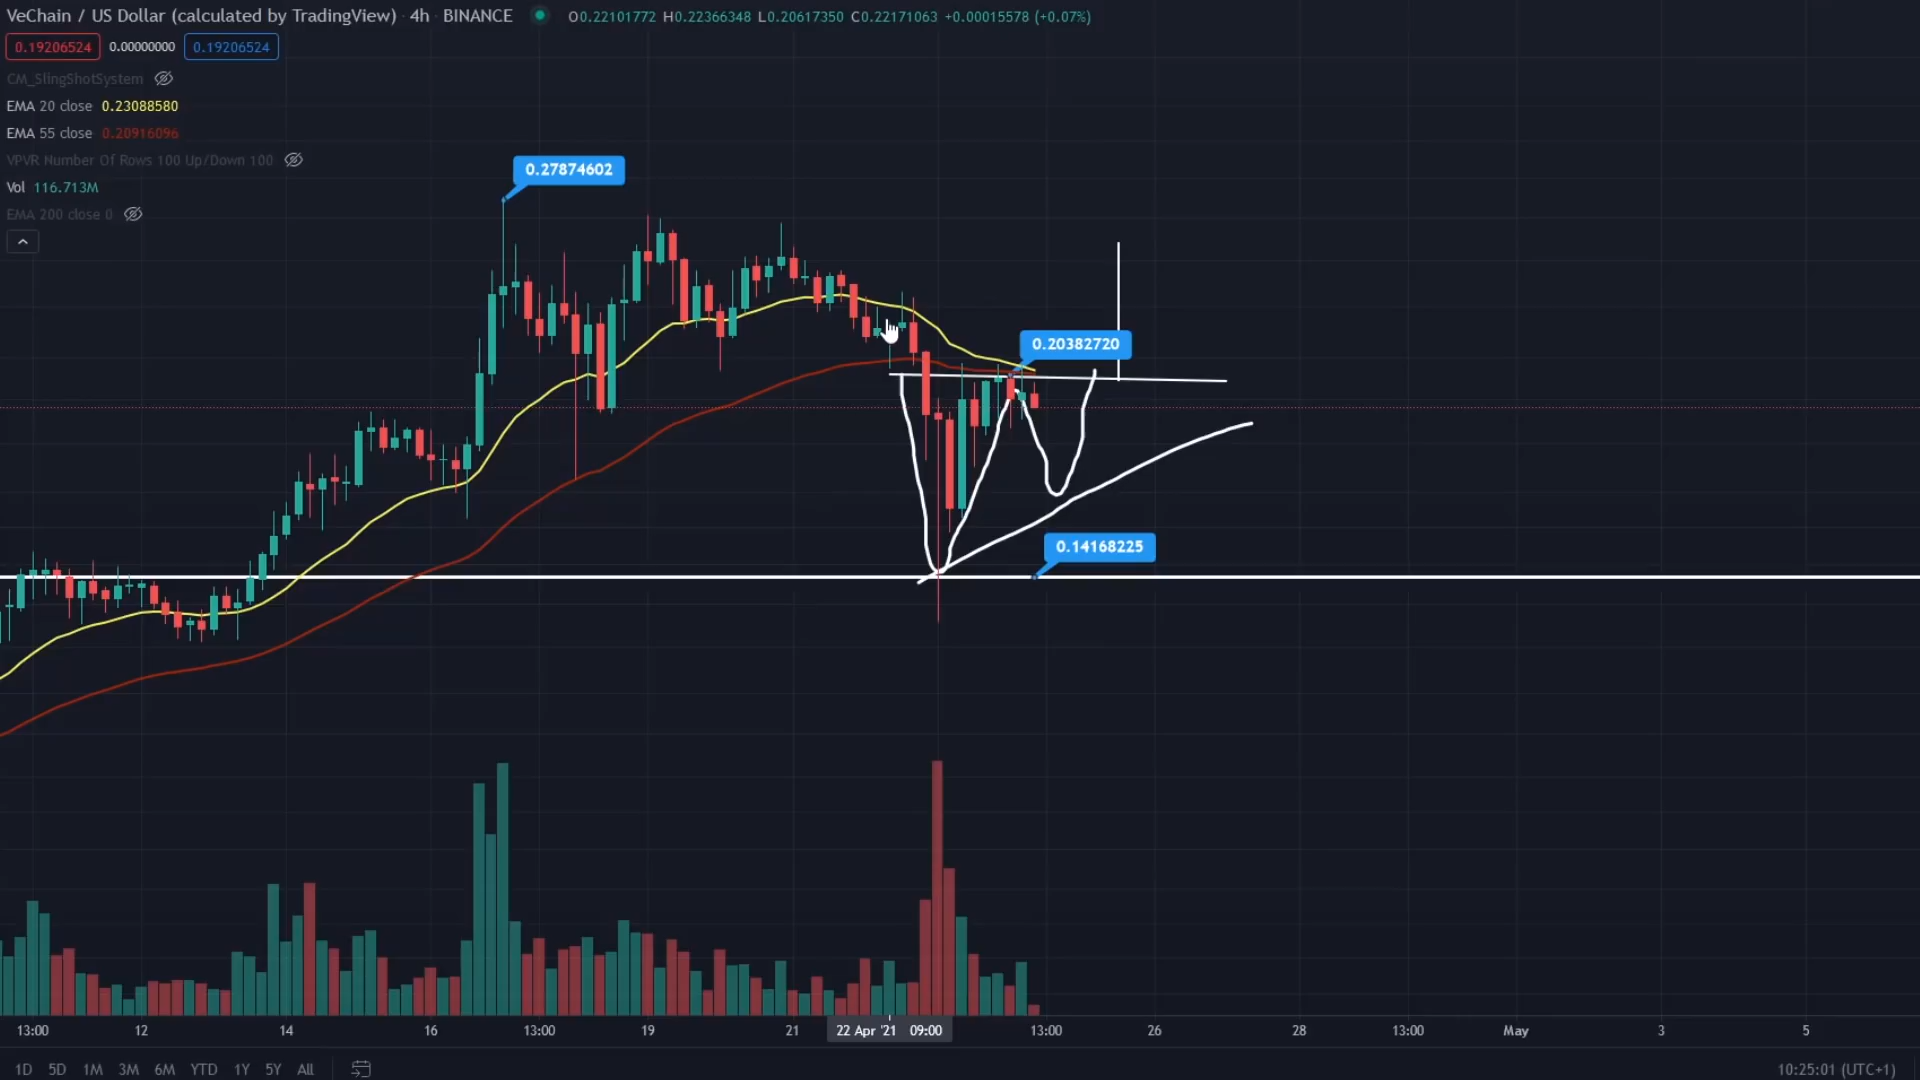 VeChain / US Dollar (calculated by TradingView) · 4h · BINANCE O0.22101772 H0.22366348 L0.20617350 C0.22171063 +0.00015578 (+0.07%)
0.19206524 0.00000000 0.19206524
CM_SlingShotSystem
EMA 20 close 0.23088580
EMA 55 close 0.20916096
VPVR Number Of Rows 100 Up/Down 100
Vol 116.713M
EMA 200 close 0
0.27874602
0.20382720
0.14168225
13:00 12 14 16 13:00 19 21 22 Apr '21 09:00 13:00 26 28 13:00 May 3 5
1D 5D 1M 3M 6M YTD 1Y 5Y All 10:25:01 (UTC+1)